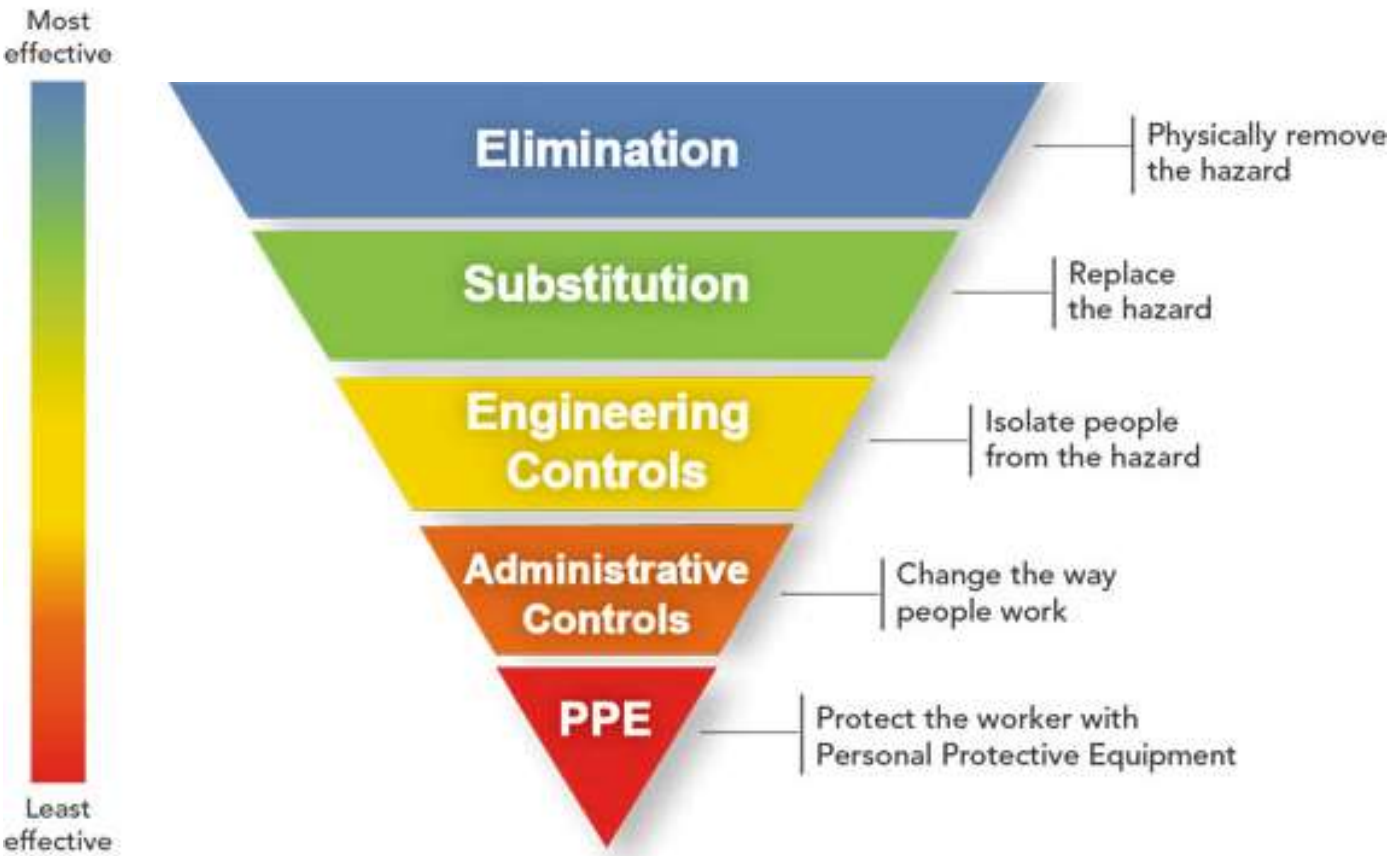 Most
effective
Elimination
Physically remove
the hazard
Substitution
Replace
the hazard
Engineering
Controls
Isolate people
from the hazard
Administrative
Controls
Change the way
people work
PPE
Protect the worker with
Personal Protective Equipment
Least
effective